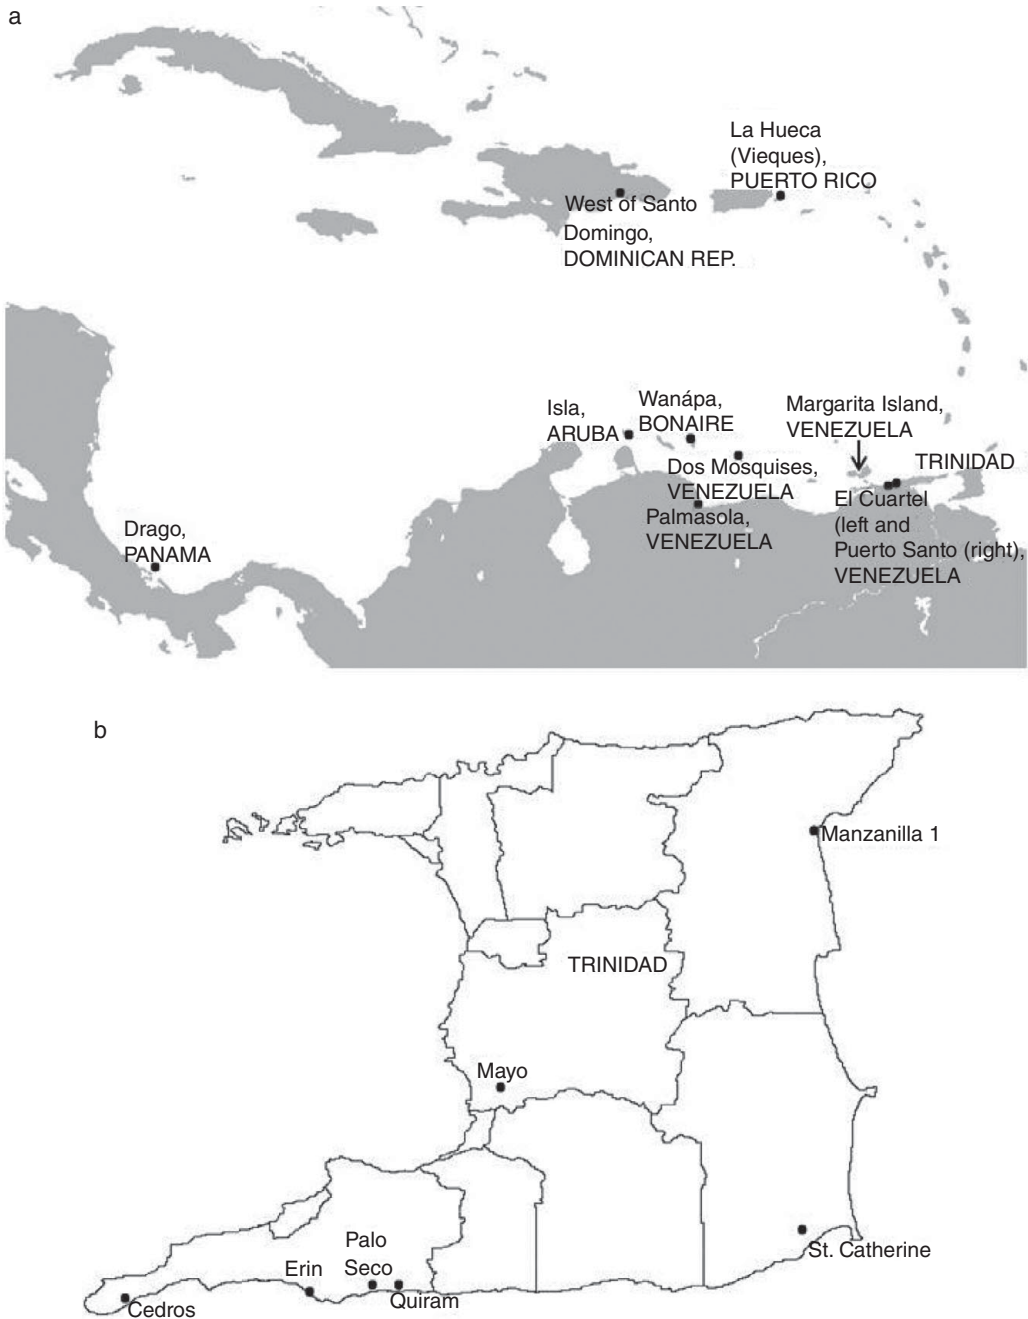 a
La Hueca
(Vieques),
PUERTO RICO
West of Santo
Domingo,
DOMINICAN REP.
Isla,
ARUBA
Wanápa,
BONAIRE
Margarita Island,
VENEZUELA
TRINIDAD
Dos Mosquises,
VENEZUELA
Palmasola,
VENEZUELA
El Cuartel
(left and
Puerto Santo (right),
VENEZUELA
Drago,
PANAMA
b
Manzanilla 1
TRINIDAD
Mayo
St. Catherine
Palo
Seco
Erin
Quiram
Cedros